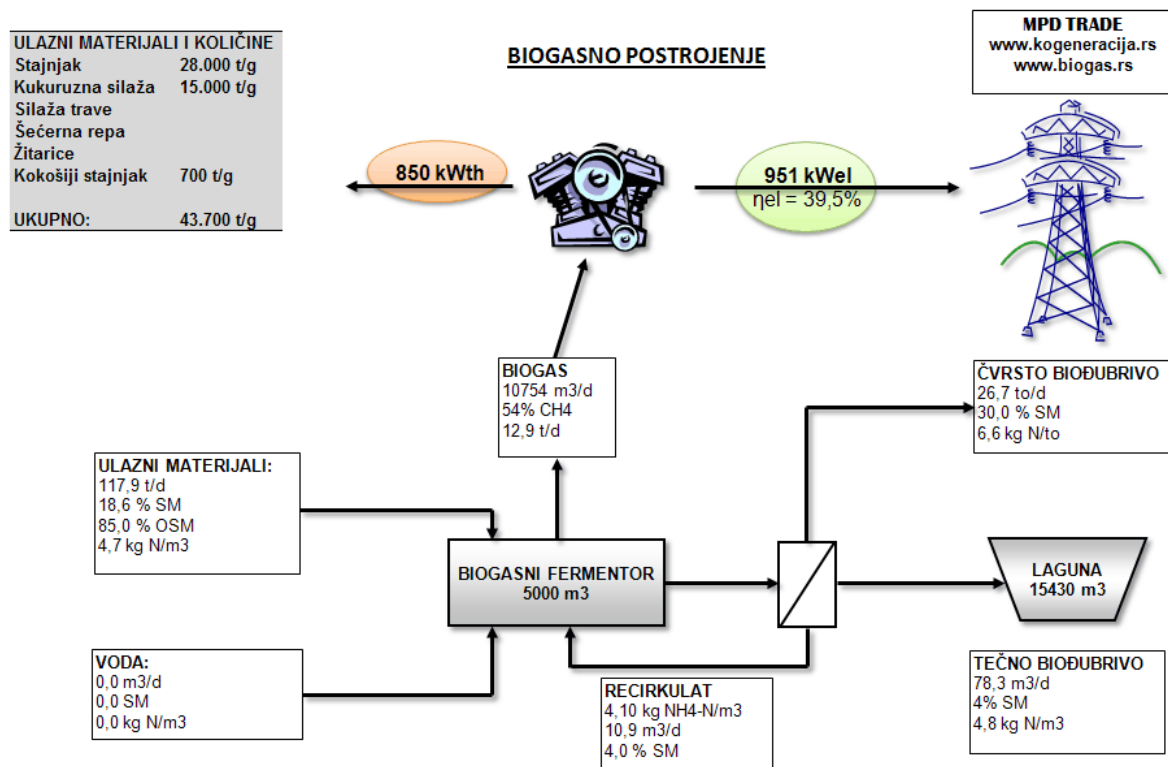 ULAZNI MATERIJALI I KOLIČINE
Stajnjak 28.000 t/g
Kukuruzna silaža 15.000 t/g
Silaža trave
Šećerna repa
Žitarice
Kokošiji stajnjak 700 t/g
UKUPNO: 43.700 t/g
BIOGASNO POSTROJENJE
MPD TRADE
www.kogeneracija.rs
www.biogas.rs
850 kWth
951 kWel
ηel = 39,5%
BIOGAS
10754 m3/d
54% CH4
12,9 t/d
ČVRSTO BIOĐUBRIVO
26,7 to/d
30,0 % SM
6,6 kg N/to
ULAZNI MATERIJALI:
117,9 t/d
18,6 % SM
85,0 % OSM
4,7 kg N/m3
BIOGASNI FERMENTOR
5000 m3
LAGUNA
15430 m3
VODA:
0,0 m3/d
0,0 SM
0,0 kg N/m3
RECIRKULAT
4,10 kg NH4-N/m3
10,9 m3/d
4,0 % SM
TEČNO BIOĐUBRIVO
78,3 m3/d
4% SM
4,8 kg N/m3